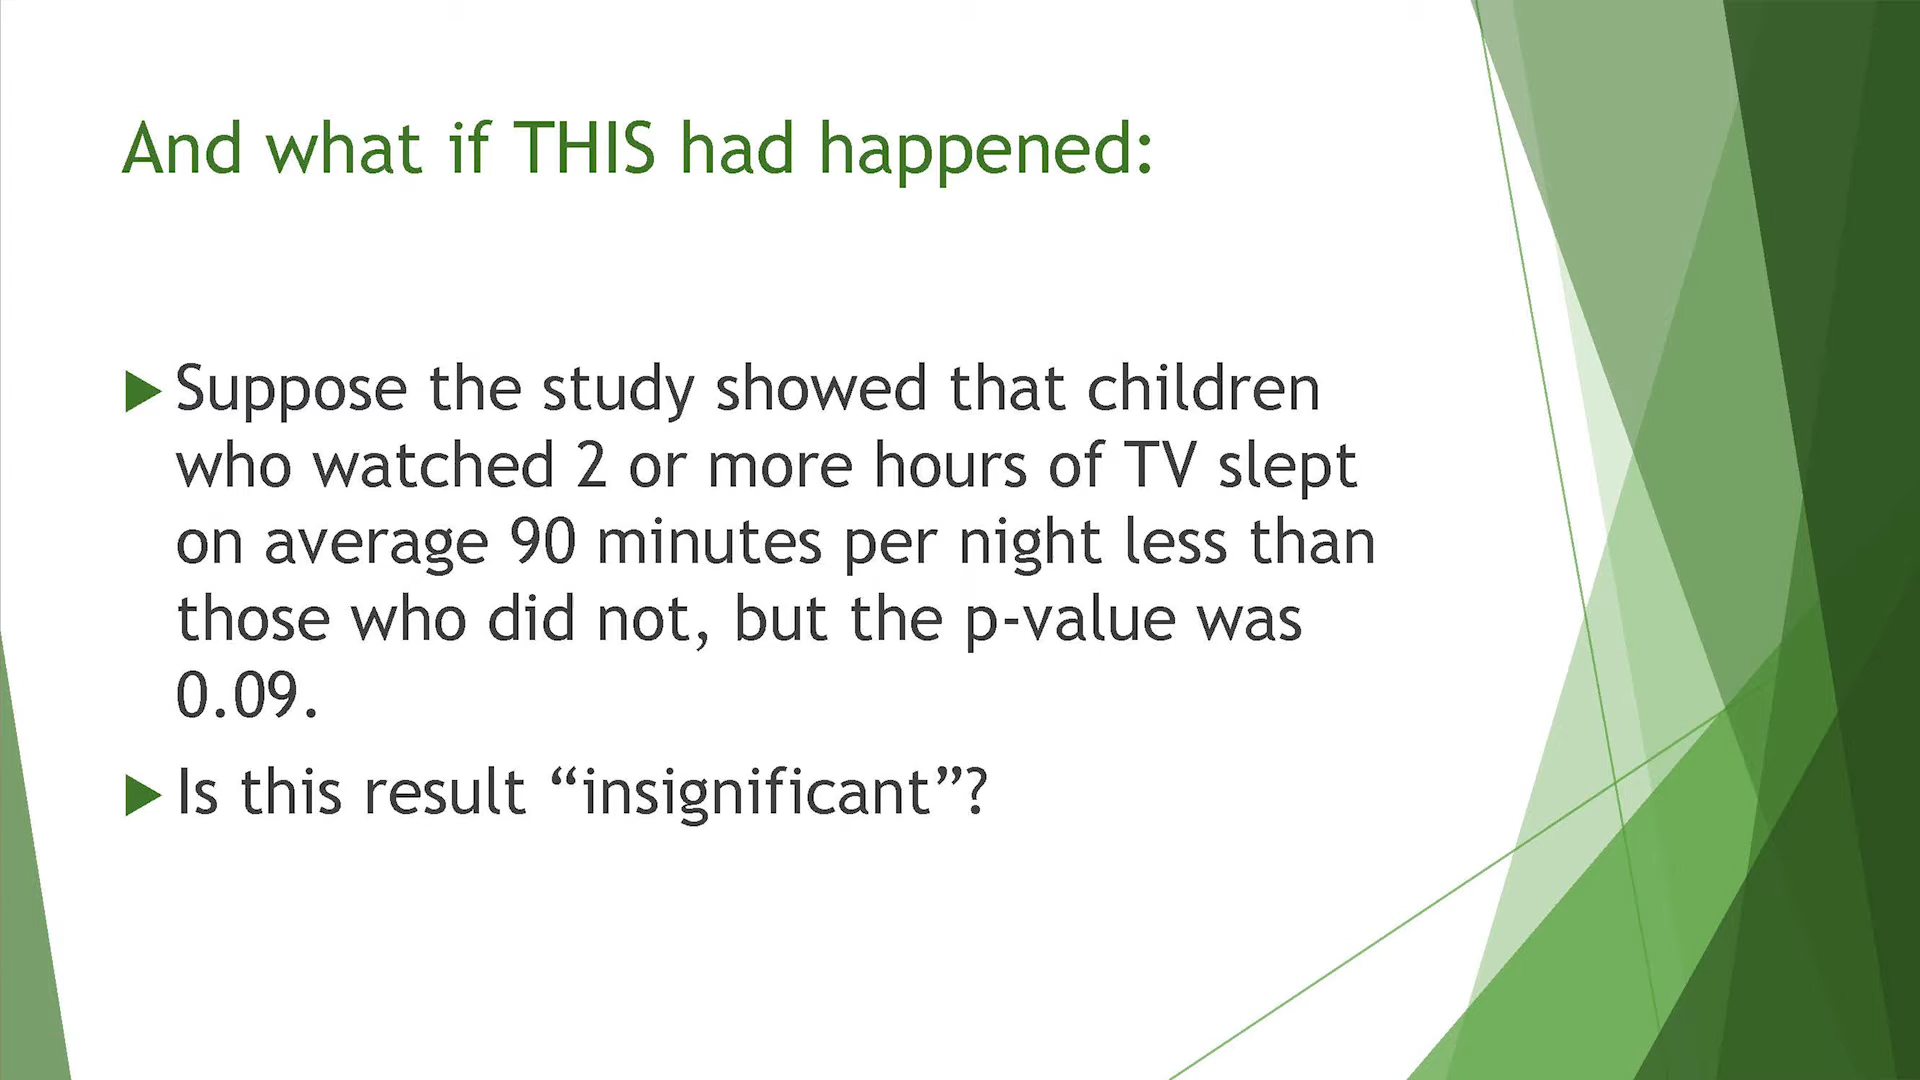 And what if THIS had happened:
Suppose the study showed that children
who watched 2 or more hours of TV slept
on average 90 minutes per night less than
those who did not, but the p-value was
0.09.
Is this result “insignificant”?